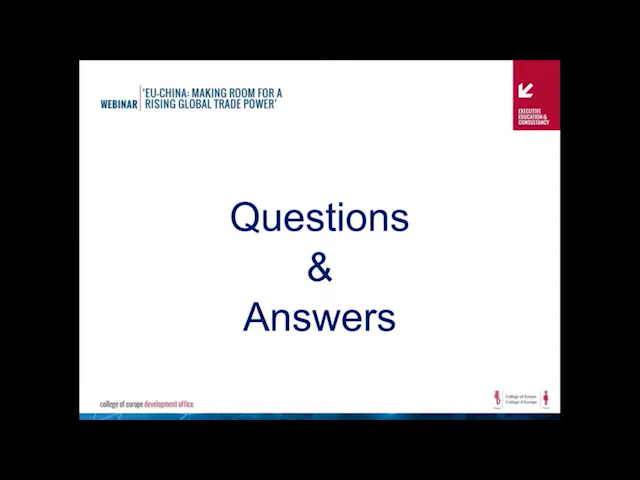 WEBINAR
'EU-CHINA: MAKING ROOM FOR A
RISING GLOBAL TRADE POWER'
EXECUTIVE
EDUCATION &
CONSULTANCY
Questions
&
Answers
college of europe development office
College of Europe
College of Europe